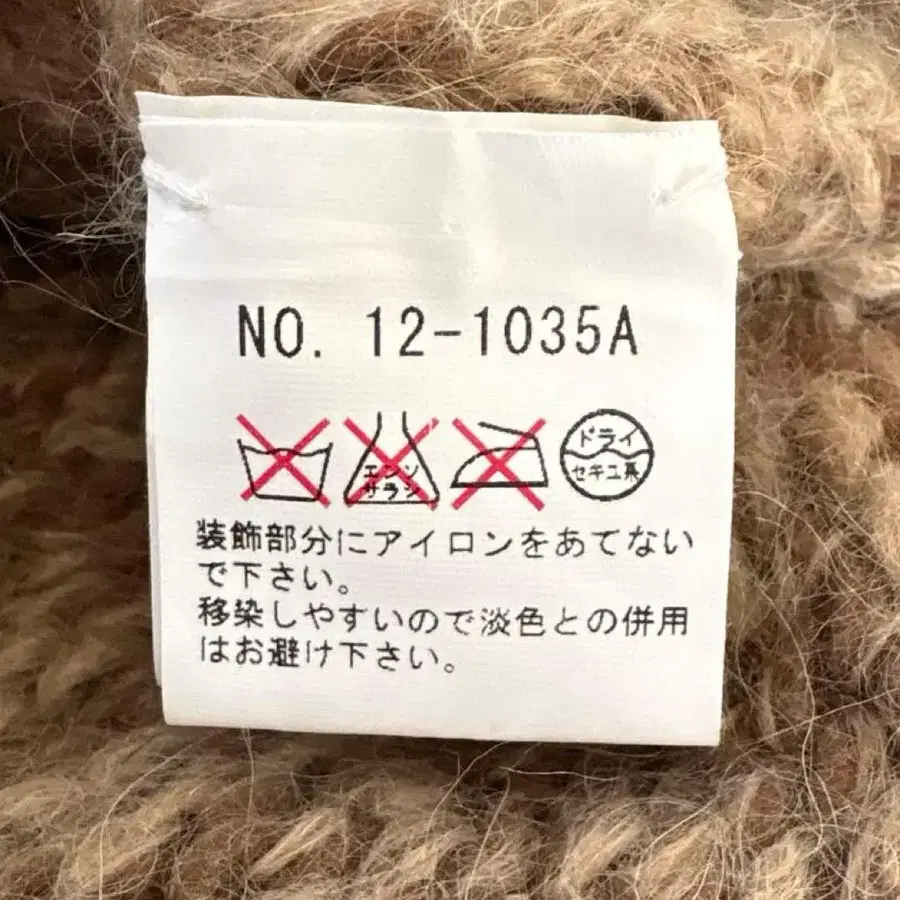 NO. 12-1035A
エンソ
サラシ
ドライ
セキユ系
装飾部分にアイロンをあてない
で下さい。
移染しやすいので淡色との併用
はお避け下さい。